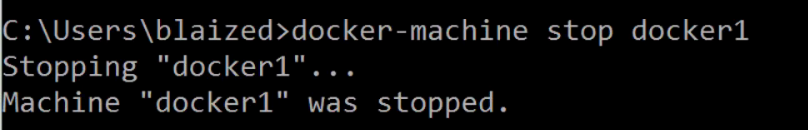 C:\Users\blaized>docker-machine stop docker1
Stopping "docker1"...
Machine "docker1" was stopped.